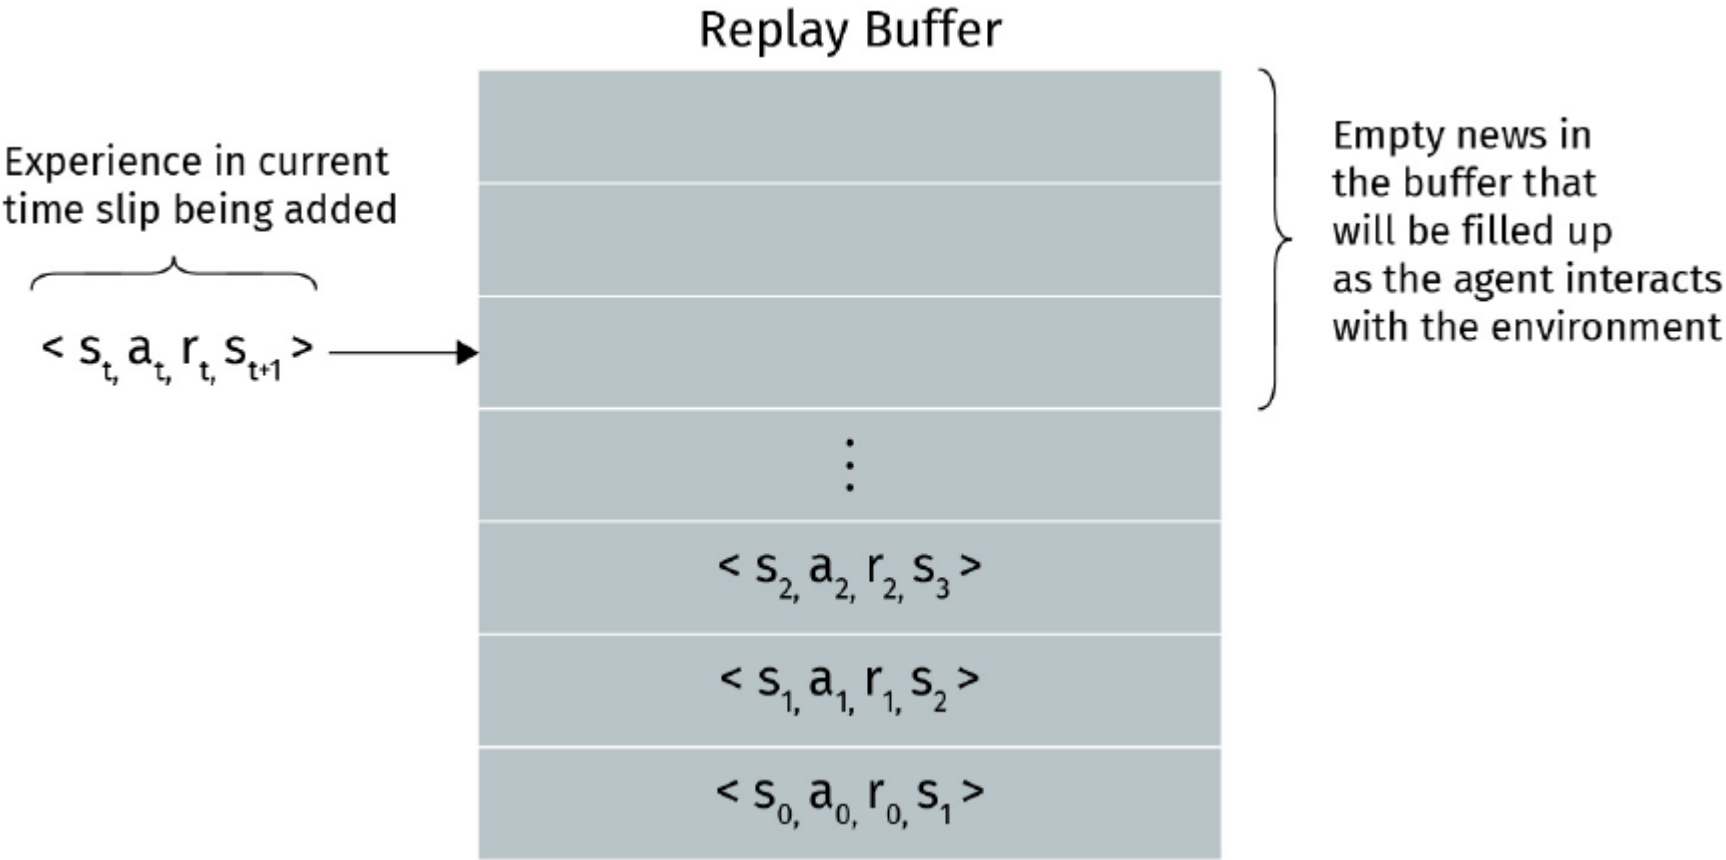 Replay Buffer
Experience in current
time slip being added
< s_t, a_t, r_t, s_t+1 >
Empty news in
the buffer that
will be filled up
as the agent interacts
with the environment
⋮
< s_2, a_2, r_2, s_3 >
< s_1, a_1, r_1, s_2 >
< s_0, a_0, r_0, s_1 >